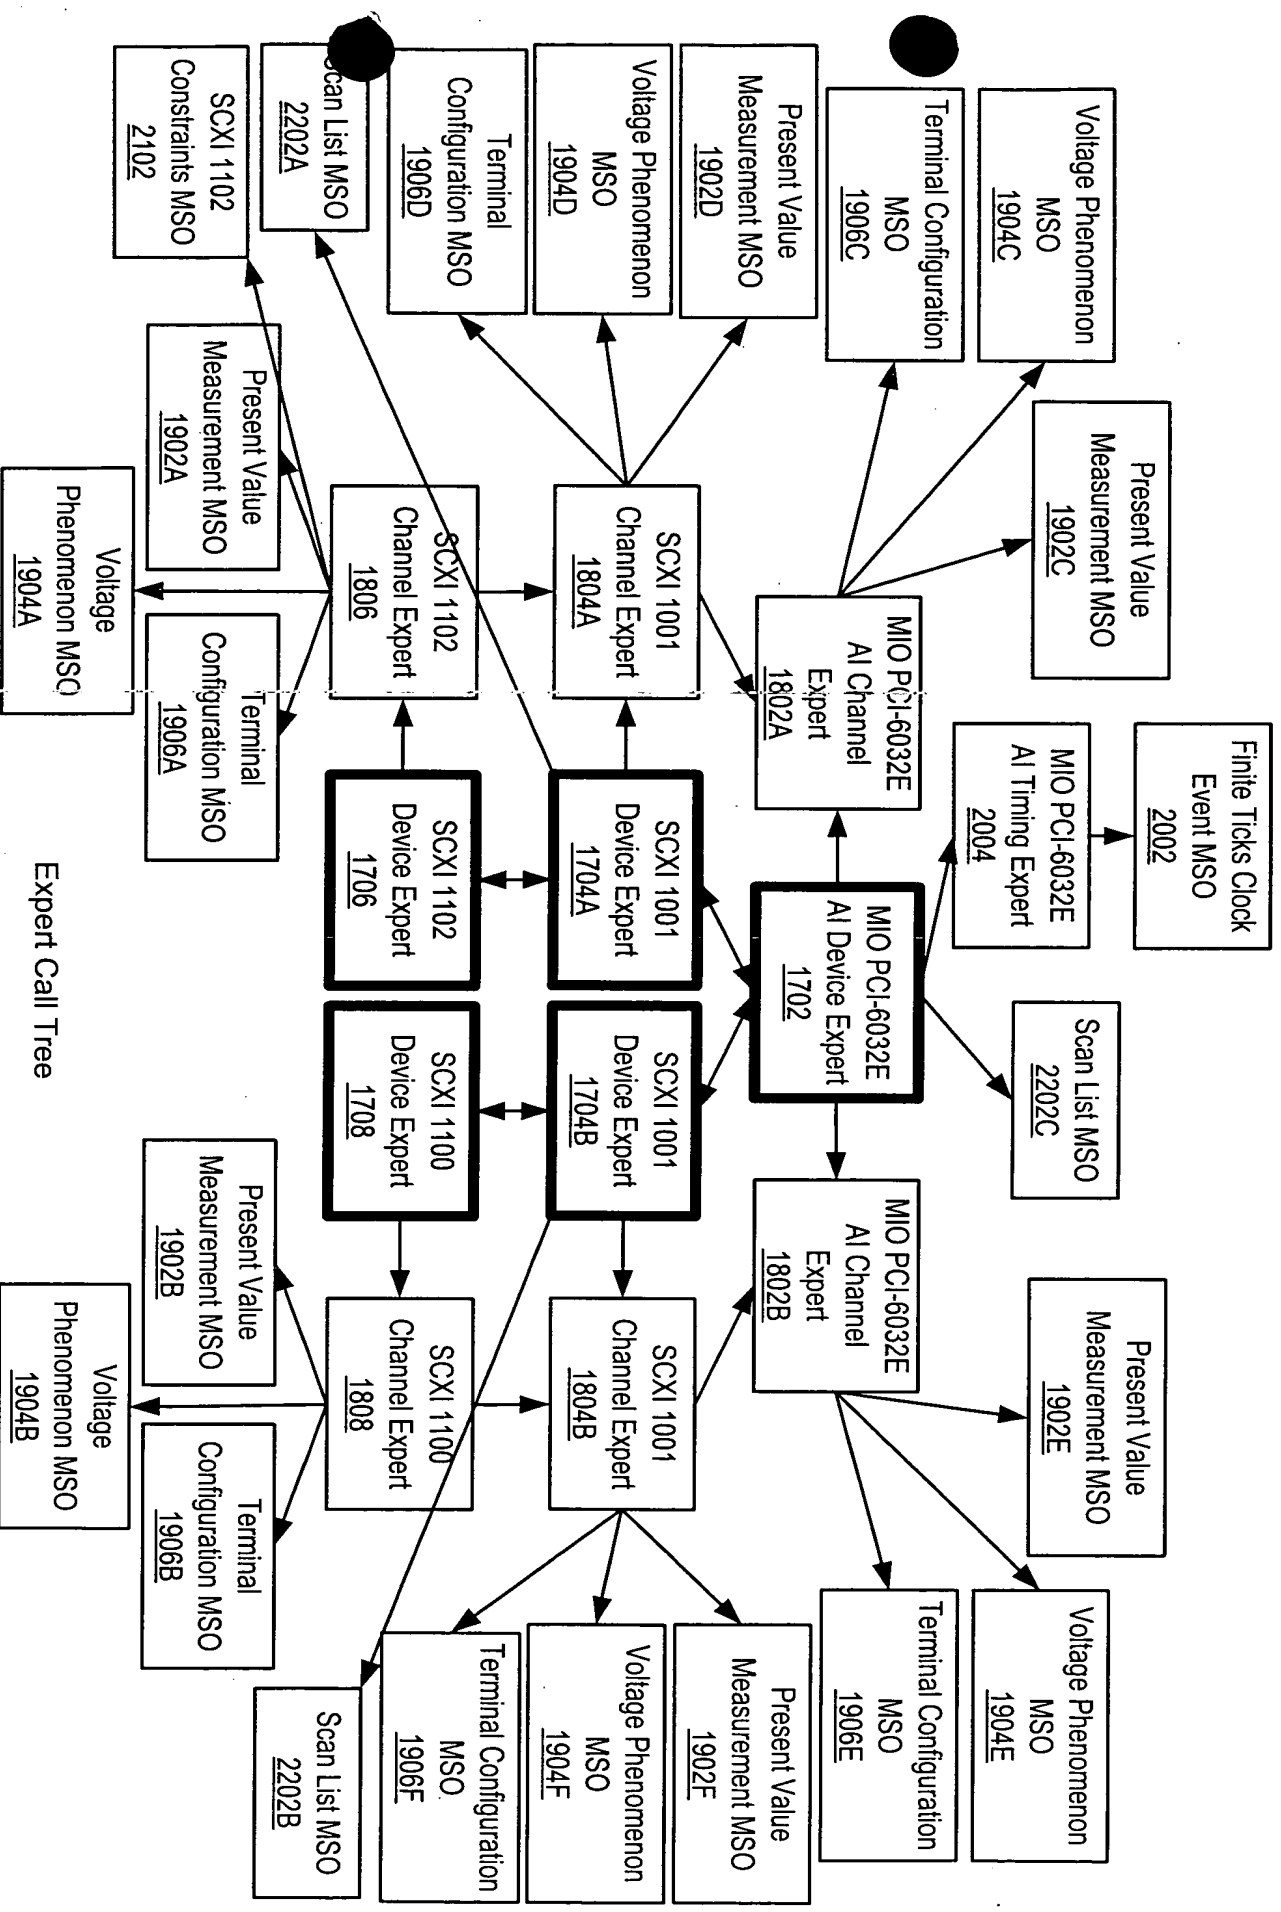 Finite Ticks Clock
Event MSO
2002
MIO PCI-6032E
AI Timing Expert
2004
Scan List MSO
2202C
Present Value
Measurement MSO
1902C
Present Value
Measurement MSO
1902E
Voltage Phenomenon
MSO
1904C
Voltage Phenomenon
MSO
1904E
Terminal Configuration
MSO
1906C
MIO PCI-6032E
AI Channel
Expert
1802A
MIO PCI-6032E
AI Device Expert
1702
MIO PCI-6032E
AI Channel
Expert
1802B
Terminal Configuration
MSO
1906E
Present Value
Measurement MSO
1902D
Present Value
Measurement MSO
1902F
Voltage Phenomenon
MSO
1904D
SCXI 1001
Channel Expert
1804A
SCXI 1001
Device Expert
1704A
SCXI 1001
Device Expert
1704B
SCXI 1001
Channel Expert
1804B
Voltage Phenomenon
MSO
1904F
Terminal
Configuration MSO
1906D
Terminal Configuration
MSO
1906F
SCXI 1102
Channel Expert
1806
SCXI 1102
Device Expert
1706
SCXI 1100
Device Expert
1708
SCXI 1100
Channel Expert
1808
Scan List MSO
2202A
Scan List MSO
2202B
SCXI 1102
Constraints MSO
2102
Present Value
Measurement MSO
1902A
Terminal
Configuration MSO
1906A
Present Value
Measurement MSO
1902B
Terminal
Configuration MSO
1906B
Voltage
Phenomenon MSO
1904A
Voltage
Phenomenon MSO
1904B
Expert Call Tree